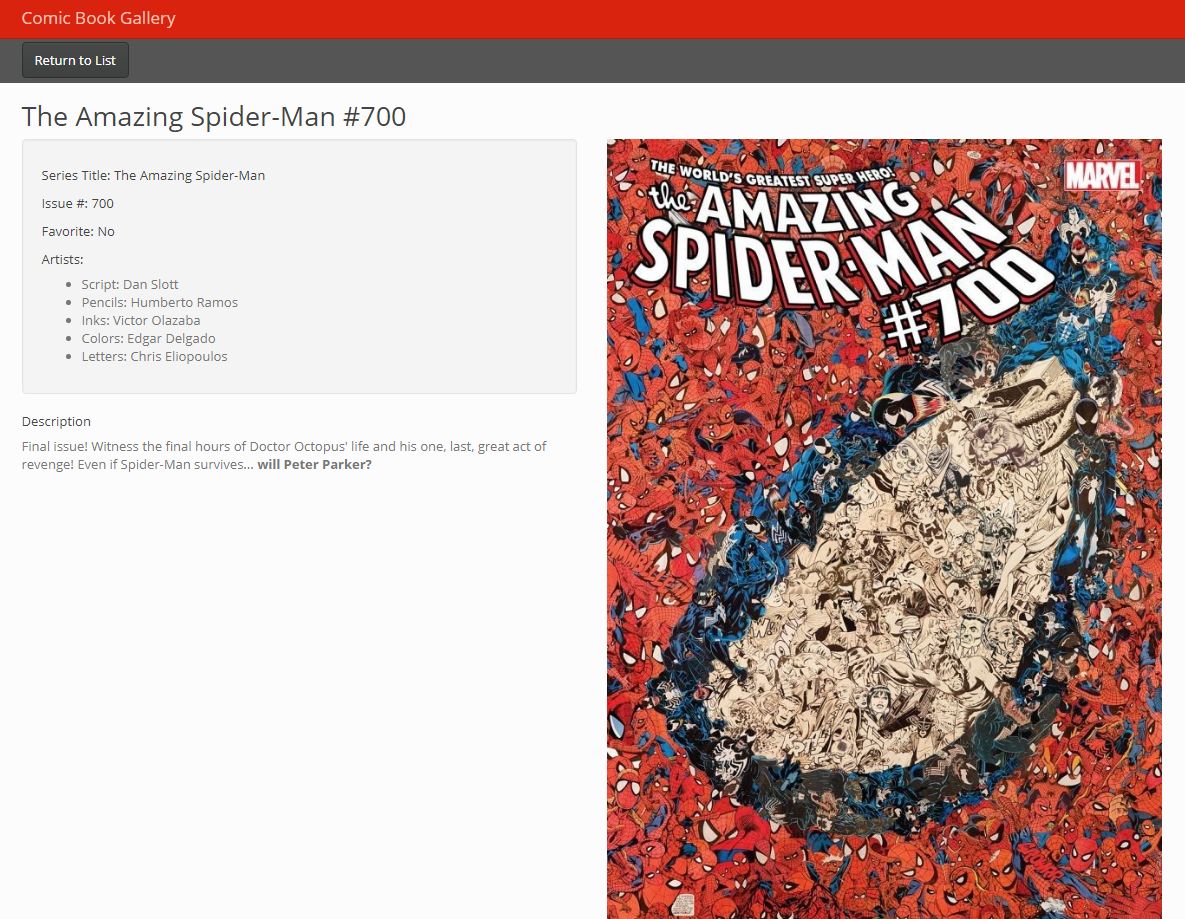 Comic Book Gallery
Return to List
The Amazing Spider-Man #700
Series Title: The Amazing Spider-Man
Issue #: 700
Favorite: No
Artists:
Script: Dan Slott
Pencils: Humberto Ramos
Inks: Victor Olazaba
Colors: Edgar Delgado
Letters: Chris Eliopoulos
Description
Final issue! Witness the final hours of Doctor Octopus' life and his one, last, great act of
revenge! Even if Spider-Man survives... will Peter Parker?
THE WORLD'S GREATEST SUPER HERO!
MARVEL
the AMAZING
SPIDER-MAN
#700